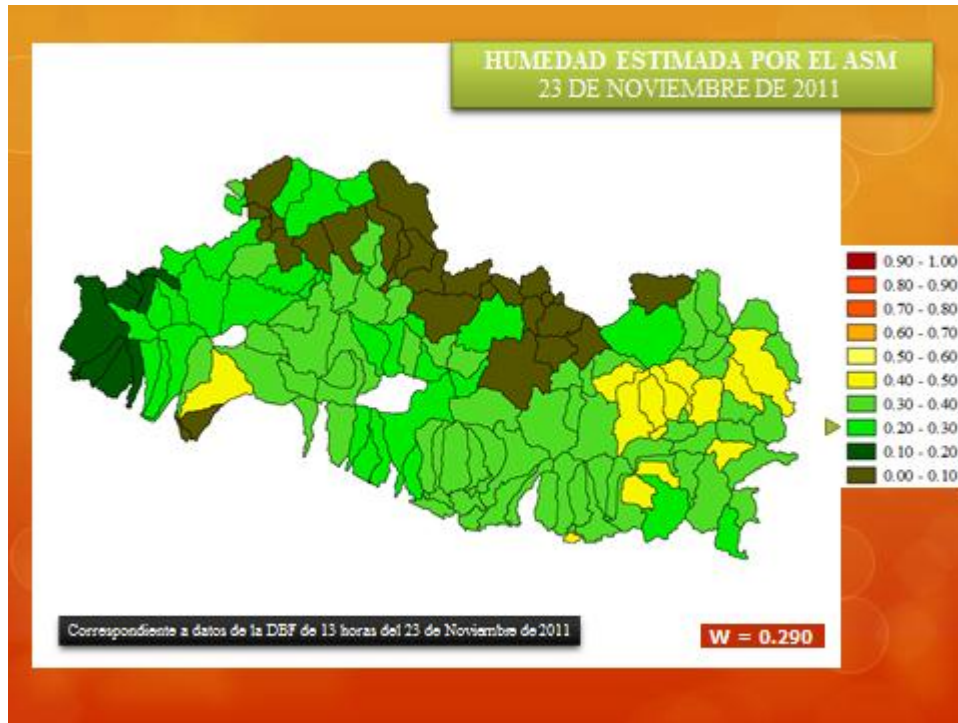 HUMEDAD ESTIMADA POR EL ASM
23 DE NOVIEMBRE DE 2011
0.90 - 1.00
0.80 - 0.90
0.70 - 0.80
0.60 - 0.70
0.50 - 0.60
0.40 - 0.50
0.30 - 0.40
0.20 - 0.30
0.10 - 0.20
0.00 - 0.10
Correspondiente a datos de la DBF de 13 horas del 23 de Noviembre de 2011
W = 0.290